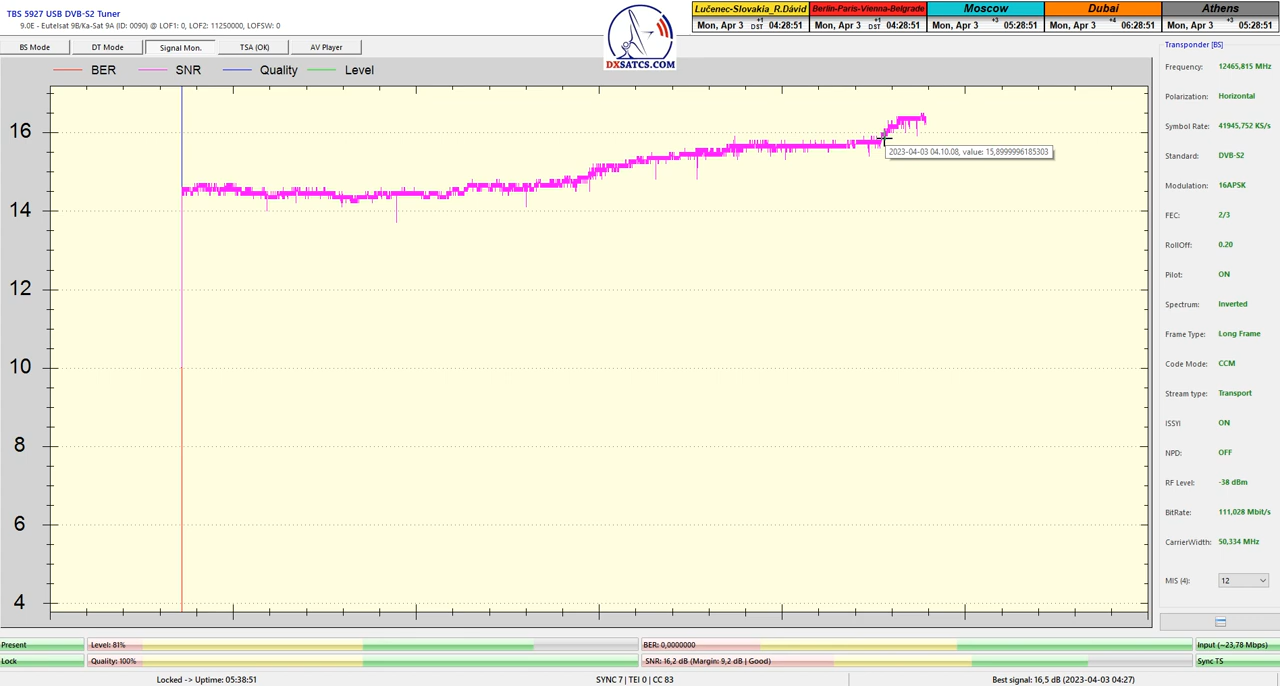 TBS 5927 USB DVB-S2 Tuner
9.0E - Eutelsat 9B/Ka-Sat 9A (ID: 0090) @ LOF1: 0, LOF2: 11250000, LOFSW: 0
BS Mode DT Mode Signal Mon. TSA (OK) AV Player
DXSATCS.COM
Lučenec-Slovakia_R.Dávid Berlin-Paris-Vienna-Belgrade Moscow Dubai Athens
Mon, Apr 3 +1 DST 04:28:51 Mon, Apr 3 +1 DST 04:28:51 Mon, Apr 3 +3 05:28:51 Mon, Apr 3 +4 06:28:51 Mon, Apr 3 +3 05:28:51
BER SNR Quality Level
16
14
12
10
8
6
4
2023-04-03 04.10.08, value: 15,8999996185303
Transponder [BS]
Frequency: 12465,815 MHz
Polarization: Horizontal
Symbol Rate: 41945,752 KS/s
Standard: DVB-S2
Modulation: 16APSK
FEC: 2/3
RollOff: 0.20
Pilot: ON
Spectrum: Inverted
Frame Type: Long Frame
Code Mode: CCM
Stream type: Transport
ISSYI ON
NPD: OFF
RF Level: -38 dBm
BitRate: 111,028 Mbit/s
CarrierWidth: 50,334 MHz
MIS (4): 12
Present Level: 81% BER: 0,0000000 Input (~23,78 Mbps)
Lock Quality: 100% SNR: 16,2 dB (Margin: 9,2 dB | Good) Sync TS
Locked -> Uptime: 05:38:51 SYNC 7 | TEI 0 | CC 83 Best signal: 16,5 dB (2023-04-03 04:27)